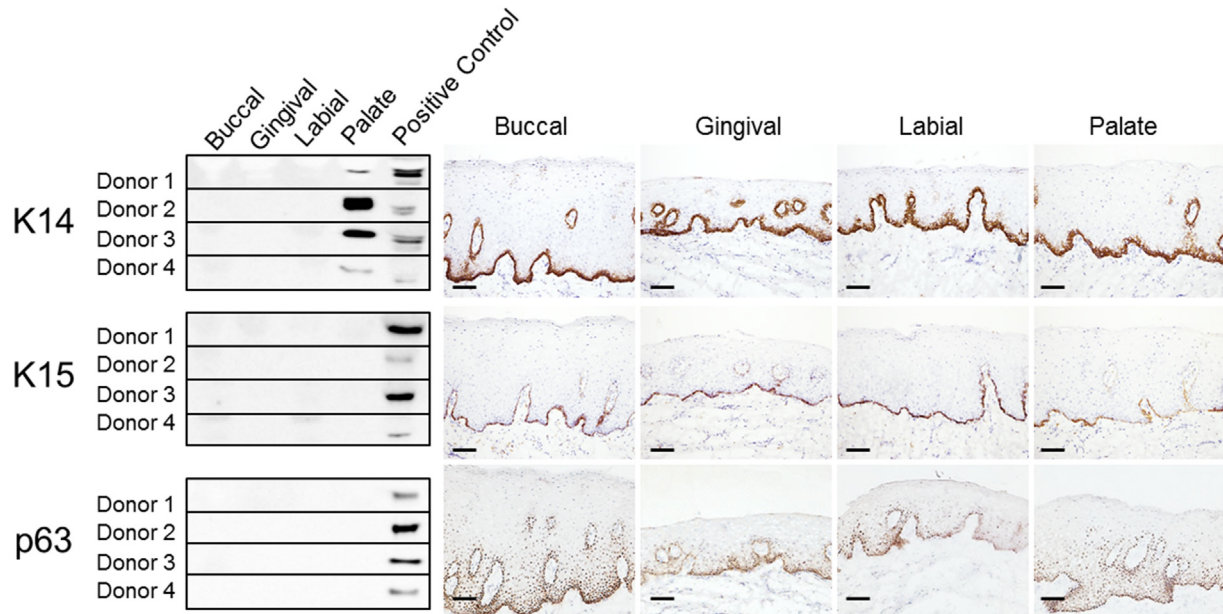 Buccal
Gingival
Labial
Palate
Positive Control
Buccal
Gingival
Labial
Palate
K14
Donor 1
Donor 2
Donor 3
Donor 4
K15
Donor 1
Donor 2
Donor 3
Donor 4
p63
Donor 1
Donor 2
Donor 3
Donor 4